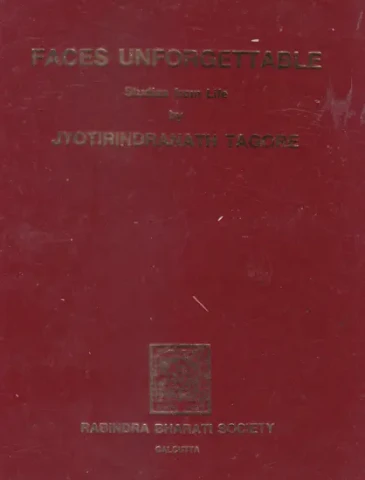 FACES UNFORGETTABLE
Studies from Life
by
JYOTIRINDRANATH TAGORE
RABINDRA BHARATI SOCIETY
CALCUTTA